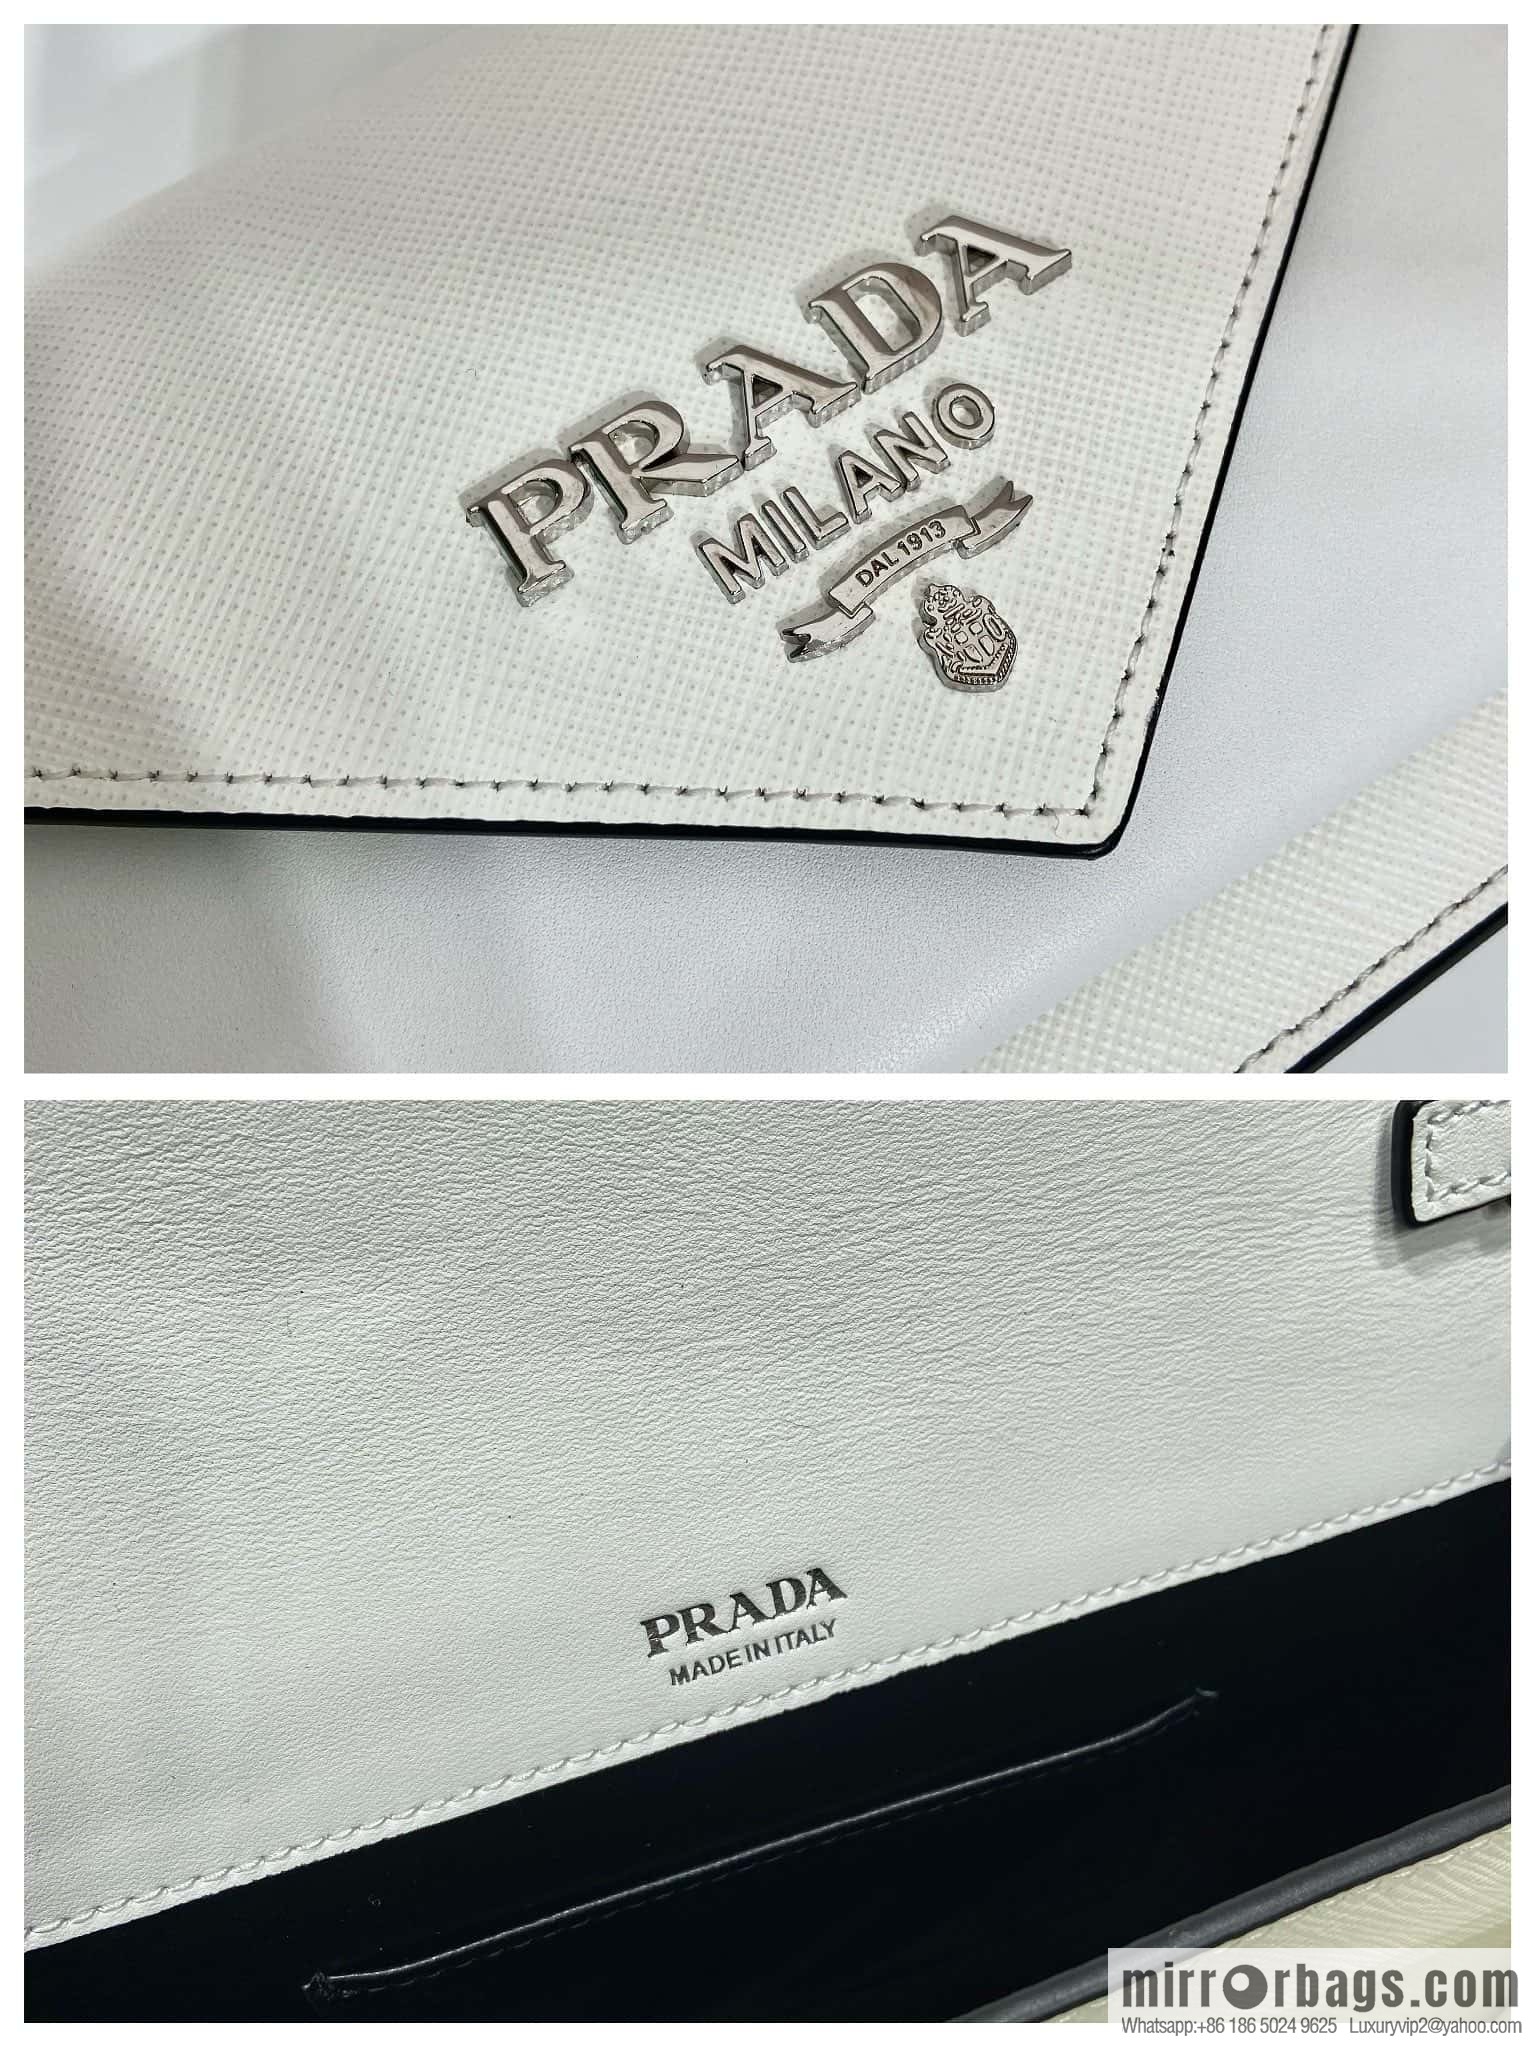 PRADA
MILANO
DAL 1913
PRADA
MADE IN ITALY
mirrorbags.com
Whatsapp:+86 186 5024 9625 Luxuryvip2@yahoo.com